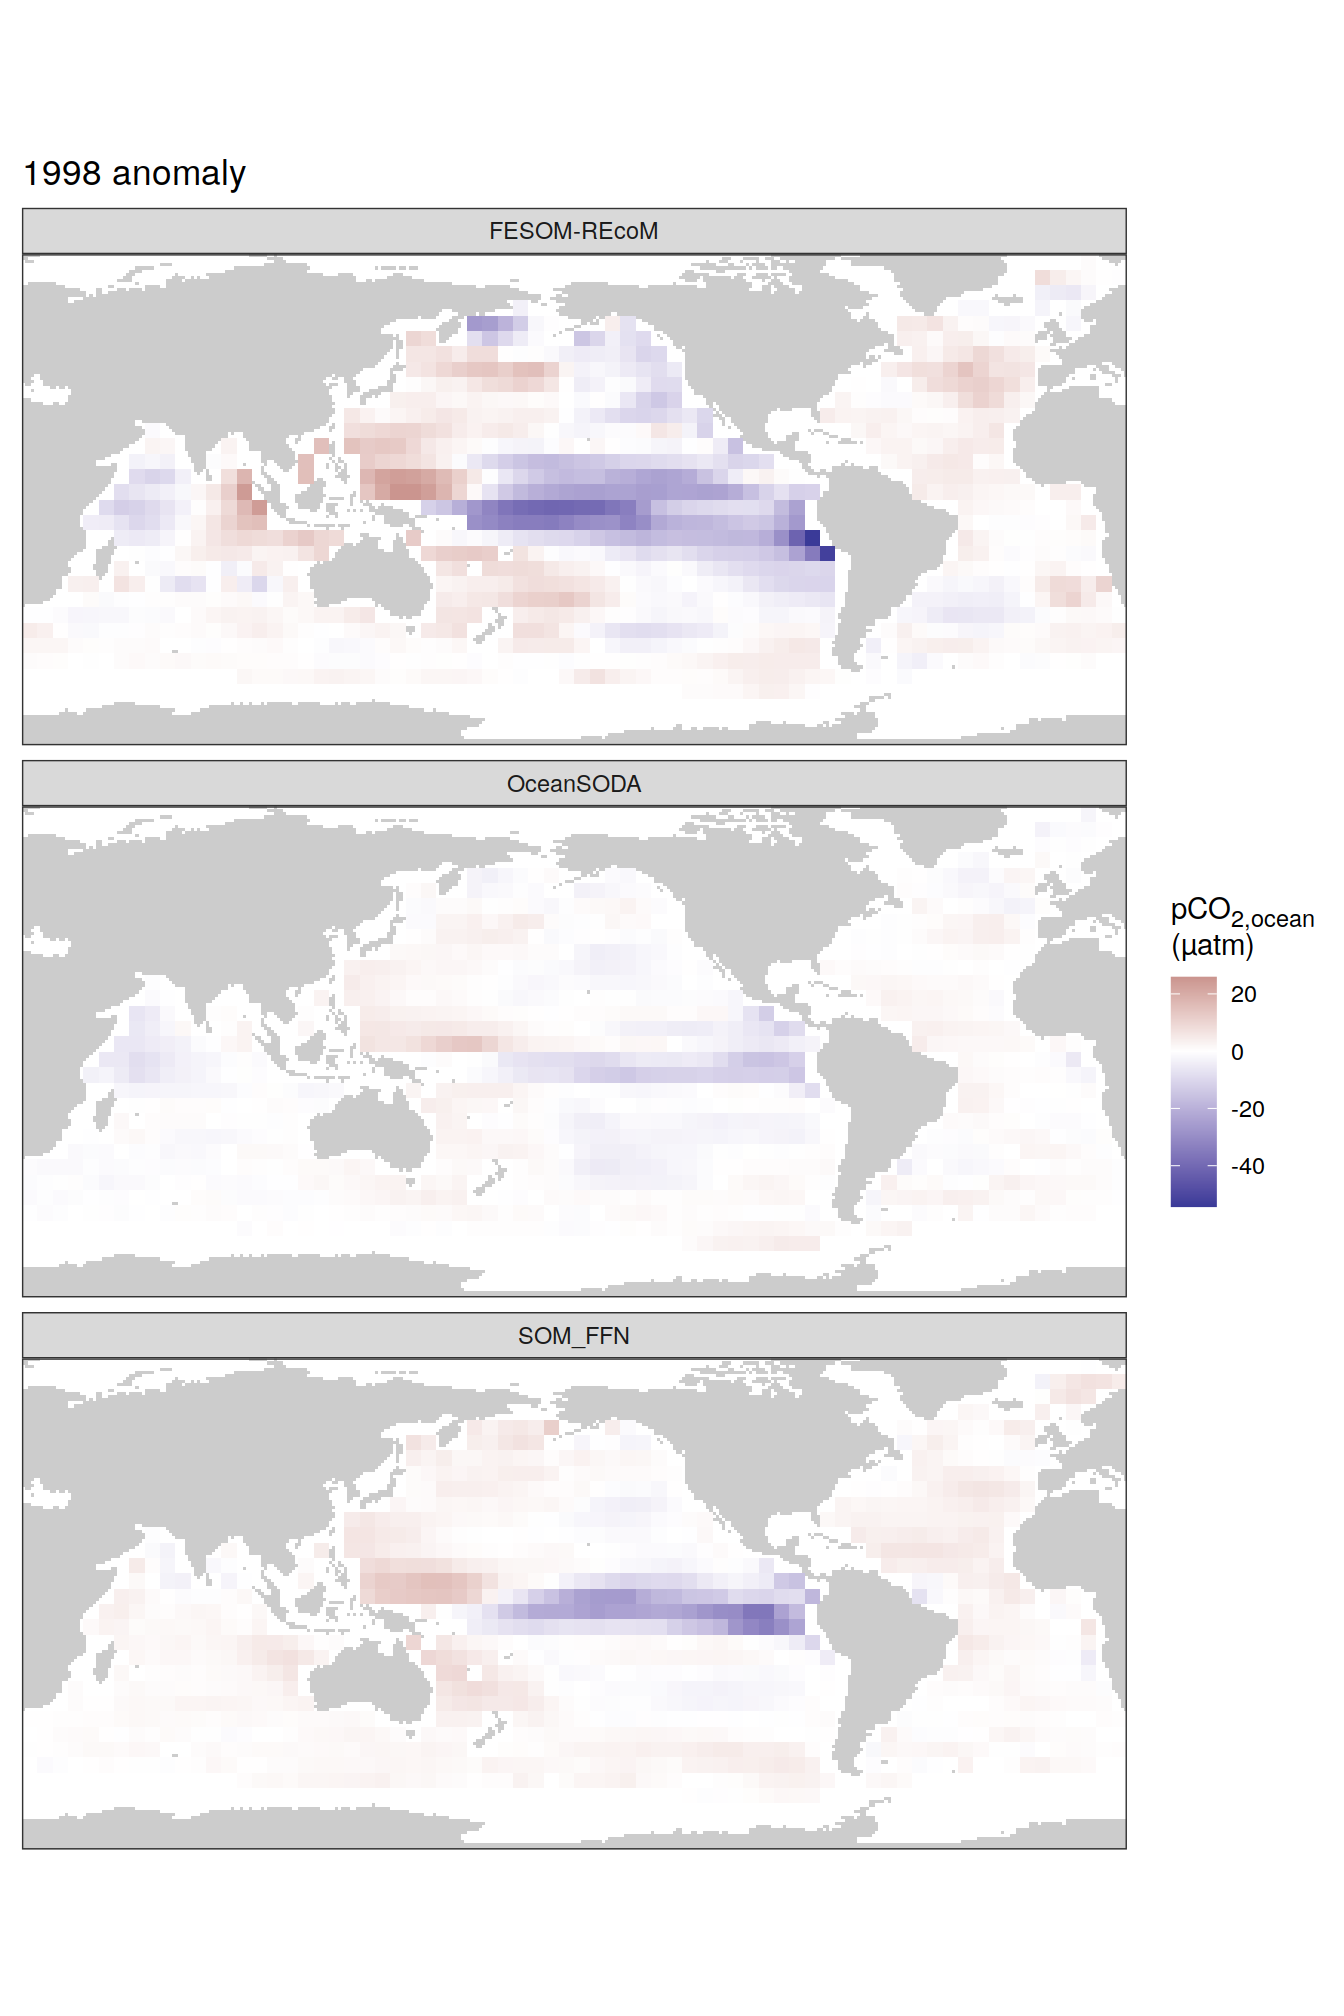 1998 anomaly
FESOM-REcoM
OceanSODA
pCO2,ocean
(µatm)
20
0
-20
-40
SOM_FFN